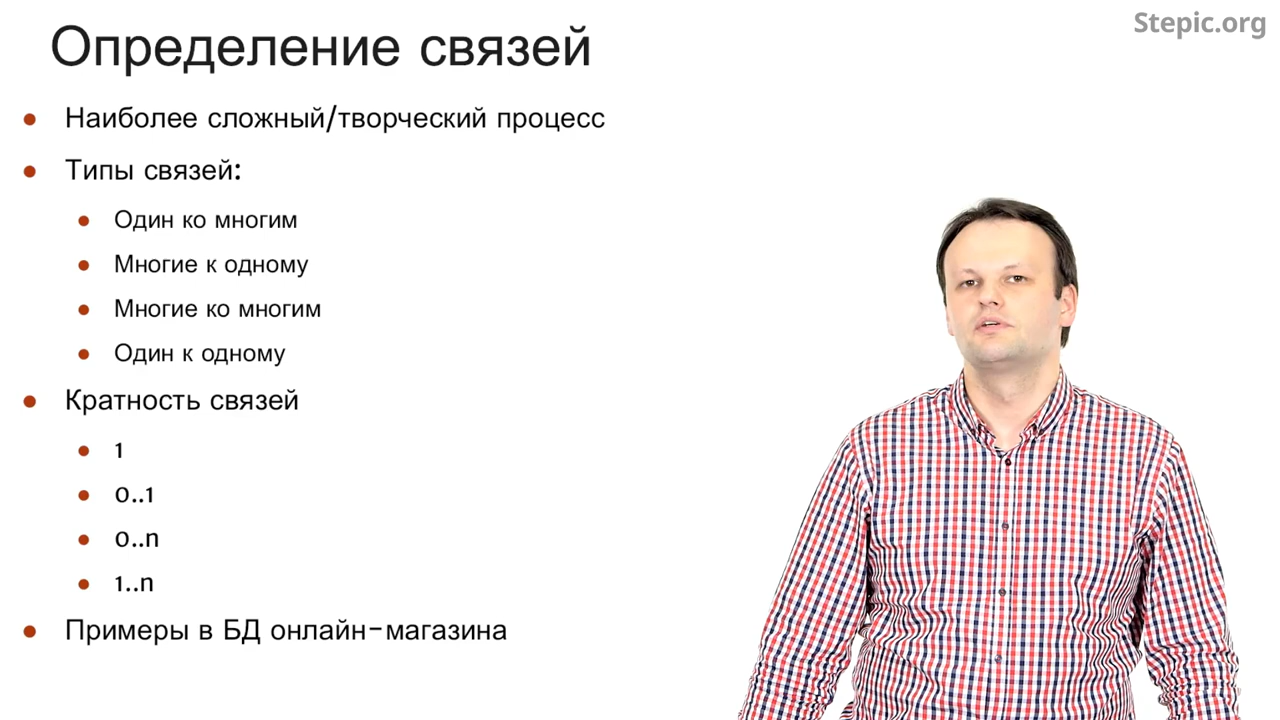 Stepic.org
Определение связей
Наиболее сложный/творческий процесс
Типы связей:
Один ко многим
Многие к одному
Многие ко многим
Один к одному
Кратность связей
1
0..1
0..n
1..n
Примеры в БД онлайн-магазина